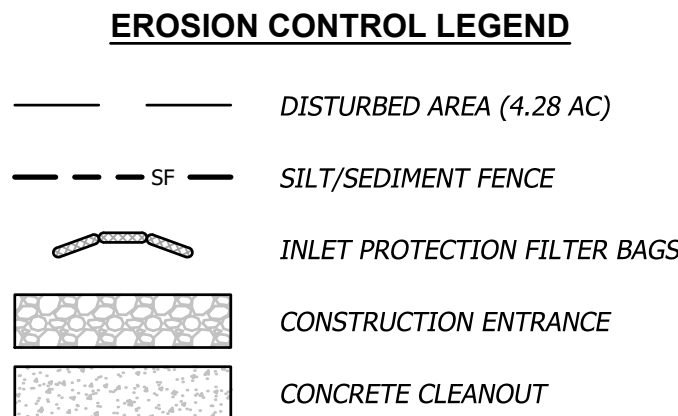 EROSION CONTROL LEGEND
DISTURBED AREA (4.28 AC)
SF SILT/SEDIMENT FENCE
INLET PROTECTION FILTER BAGS
CONSTRUCTION ENTRANCE
CONCRETE CLEANOUT